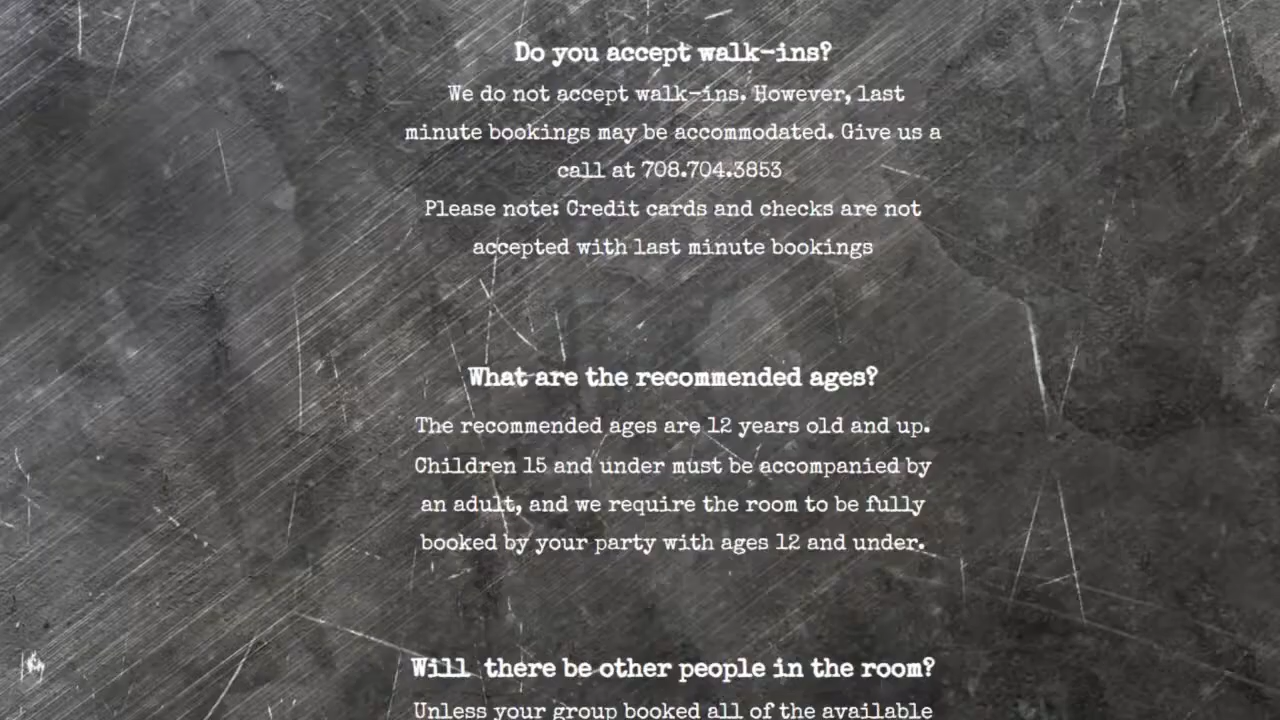 Do you accept walk-ins?
We do not accept walk-ins. However, last
minute bookings may be accommodated. Give us a
call at 708.704.3853
Please note: Credit cards and checks are not
accepted with last minute bookings
What are the recommended ages?
The recommended ages are 12 years old and up.
Children 15 and under must be accompanied by
an adult, and we require the room to be fully
booked by your party with ages 12 and under.
Will there be other people in the room?
Unless your group booked all of the available